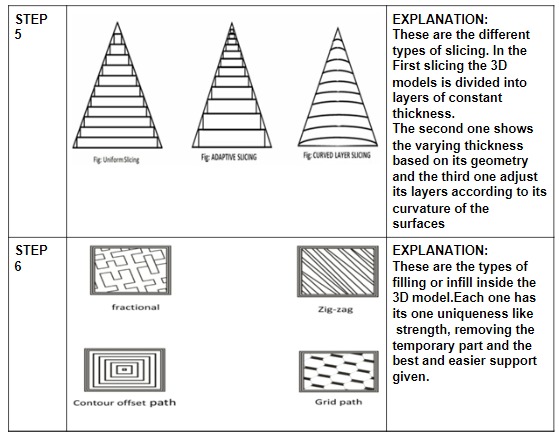 STEP
5
Fig: Uniform Slicing
Fig: ADAPTIVE SLICING
Fig: CURVED LAYER SLICING
EXPLANATION:
These are the different
types of slicing. In the
First slicing the 3D
models is divided into
layers of constant
thickness.
The second one shows
the varying thickness
based on its geometry
and the third one adjust
its layers according to its
curvature of the
surfaces
STEP
6
fractional
Zig-zag
Contour offset path
Grid path
EXPLANATION:
These are the types of
filling or infill inside the
3D model.Each one has
its one uniqueness like
strength, removing the
temporary part and the
best and easier support
given.